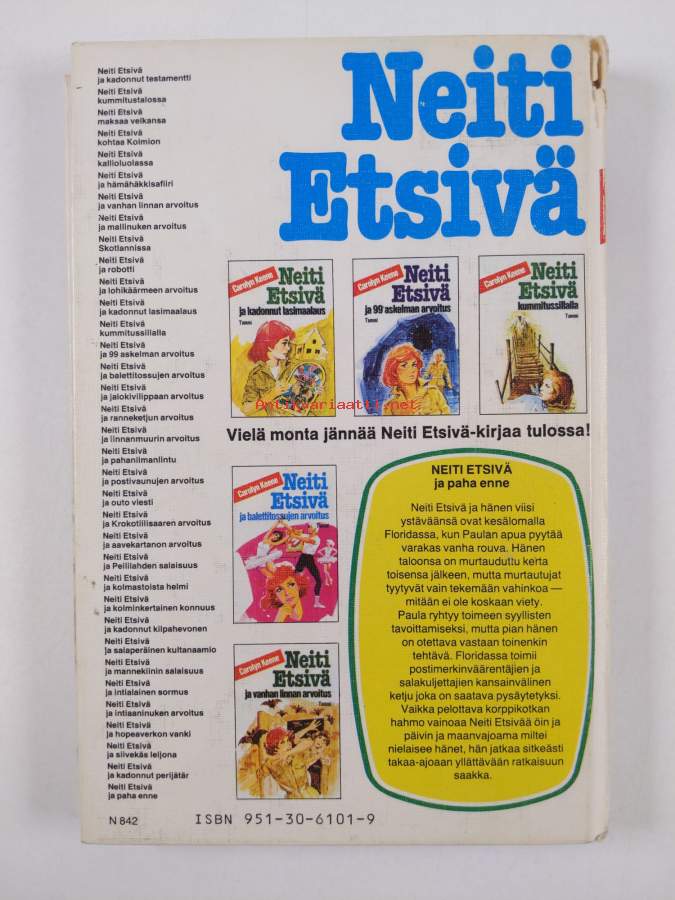 Neiti Etsivä
ja kadonnut testamentti
Neiti Etsivä
kummitustalossa
Neiti Etsivä
maksaa velkansa
Neiti Etsivä
kohtaa Kolmion
Neiti Etsivä
kallioluolassa
Neiti Etsivä
ja hämähäkkisafiiri
Neiti Etsivä
ja vanhan linnan arvoitus
Neiti Etsivä
ja mallinuken arvoitus
Neiti Etsivä
Skotlannissa
Neiti Etsivä
ja robotti
Neiti Etsivä
ja lohikäärmeen arvoitus
Neiti Etsivä
ja kadonnut lasimaalaus
Neiti Etsivä
kummitussillalla
Neiti Etsivä
ja 99 askelman arvoitus
Neiti Etsivä
ja balettitossujen arvoitus
Neiti Etsivä
ja jalokivilippaan arvoitus
Neiti Etsivä
ja ranneketjun arvoitus
Neiti Etsivä
ja linnanmuurin arvoitus
Neiti Etsivä
ja pahanilmanlintu
Neiti Etsivä
ja postivaunujen arvoitus
Neiti Etsivä
ja outo viesti
Neiti Etsivä
ja Krokotiilisaaren arvoitus
Neiti Etsivä
ja aavekartanon arvoitus
Neiti Etsivä
ja Peililahden salaisuus
Neiti Etsivä
ja kolmastoista helmi
Neiti Etsivä
ja kolminkertainen konnuus
Neiti Etsivä
ja kadonnut kilpahevonen
Neiti Etsivä
ja salaperäinen kultanaamio
Neiti Etsivä
ja mannekiinin salaisuus
Neiti Etsivä
ja intialainen sormus
Neiti Etsivä
ja intiaaninuken arvoitus
Neiti Etsivä
ja hopeaverkon vanki
Neiti Etsivä
ja siivekäs leijona
Neiti Etsivä
ja kadonnut perijätär
Neiti Etsivä
ja paha enne
N 842
Neiti
Etsivä
Carolyn Keene
Neiti
Etsivä
ja kadonnut lasimaalaus
Tammi
Carolyn Keene
Neiti
Etsivä
ja 99 askelman arvoitus
Tammi
Carolyn Keene
Neiti
Etsivä
kummitussillalla
Tammi
Antikvariaatti.net
Vielä monta jännää Neiti Etsivä-kirjaa tulossa!
Carolyn Keene
Neiti
Etsivä
ja balettitossujen arvoitus
Tammi
Carolyn Keene
Neiti
Etsivä
ja vanhan linnan arvoitus
Tammi
NEITI ETSIVÄ
ja paha enne
Neiti Etsivä ja hänen viisi
ystäväänsä ovat kesälomalla
Floridassa, kun Paulan apua pyytää
varakas vanha rouva. Hänen
taloonsa on murtauduttu kerta
toisensa jälkeen, mutta murtautujat
tyytyvät vain tekemään vahinkoa —
mitään ei ole koskaan viety.
Paula ryhtyy toimeen syyllisten
tavoittamiseksi, mutta pian hänen
on otettava vastaan toinenkin
tehtävä. Floridassa toimii
postimerkinväärentäjien ja
salakuljettajien kansainvälinen
ketju joka on saatava pysäytetyksi.
Vaikka pelottava korppikotkan
hahmo vainoaa Neiti Etsivää öin ja
päivin ja maanvajoama miltei
nielaisee hänet, hän jatkaa sitkeästi
takaa-ajoaan yllättävään ratkaisuun
saakka.
ISBN 951-30-6101-9